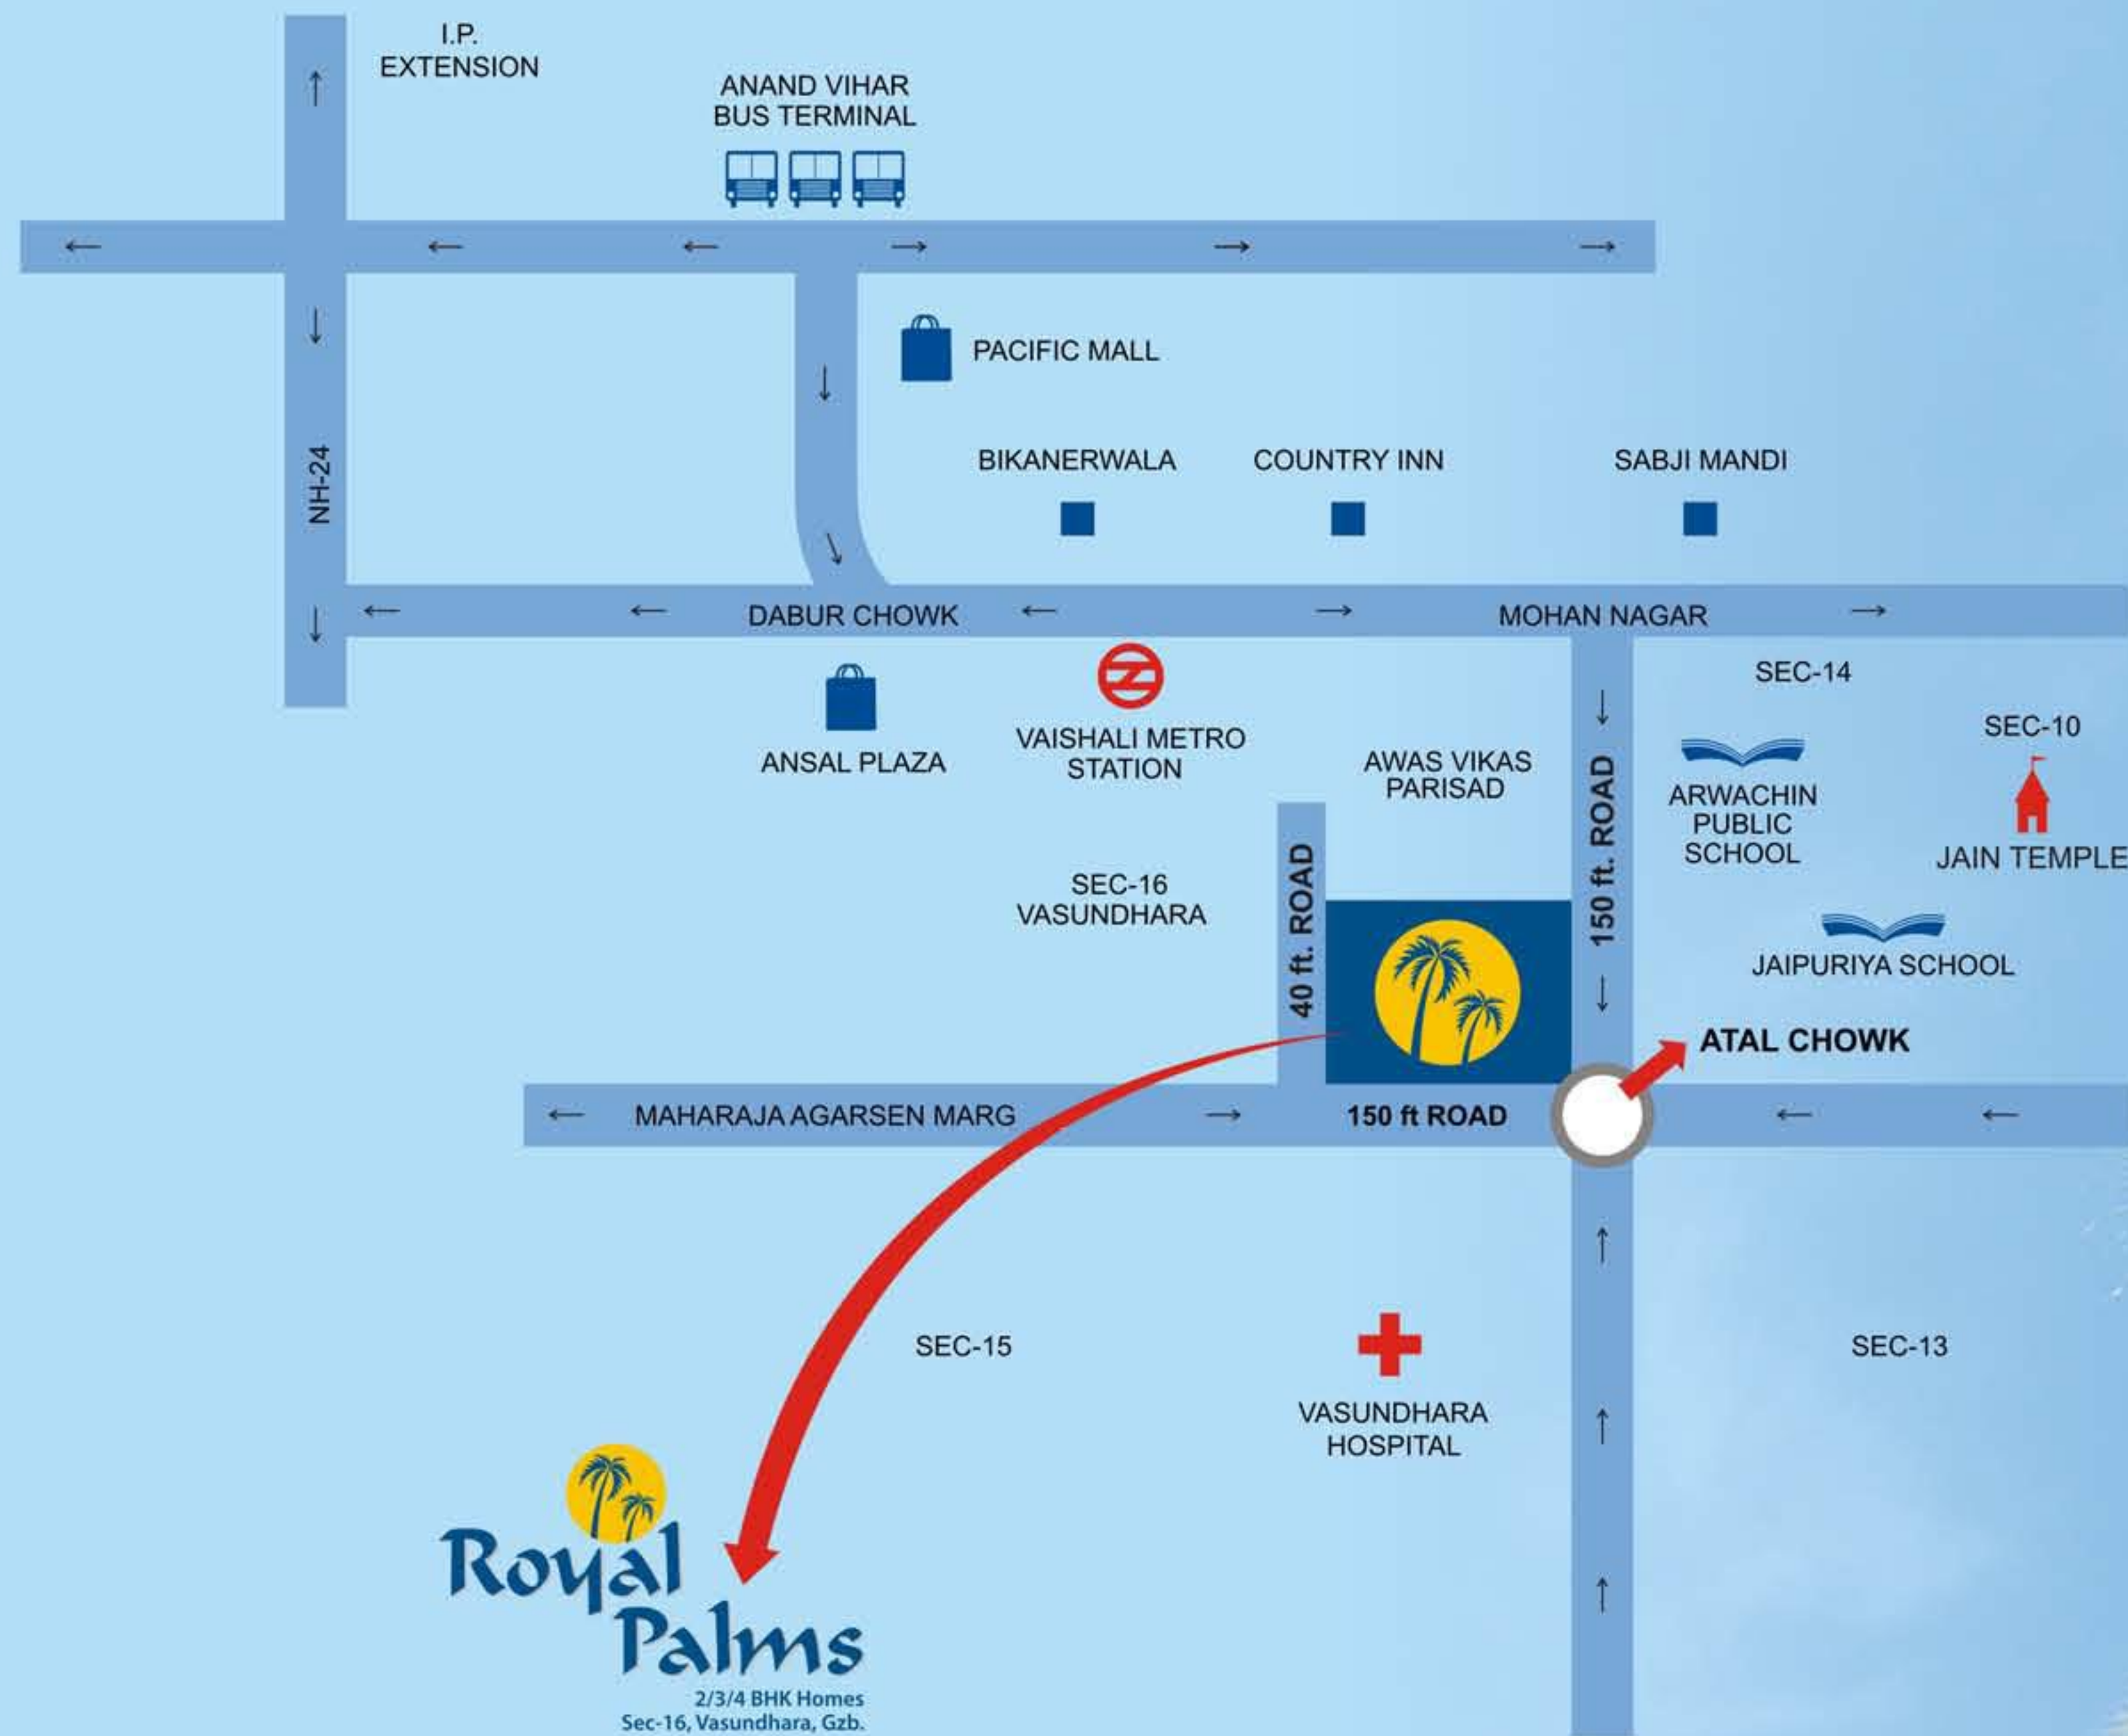 I.P.
EXTENSION
ANAND VIHAR
BUS TERMINAL
PACIFIC MALL
BIKANERWALA
COUNTRY INN
SABJI MANDI
NH-24
DABUR CHOWK
MOHAN NAGAR
SEC-14
ANSAL PLAZA
VAISHALI METRO
STATION
AWAS VIKAS
PARISAD
150 ft. ROAD
SEC-10
ARWACHIN
PUBLIC
SCHOOL
JAIN TEMPLE
SEC-16
VASUNDHARA
40 ft. ROAD
JAIPURIYA SCHOOL
ATAL CHOWK
MAHARAJA AGARSEN MARG
150 ft ROAD
SEC-15
SEC-13
VASUNDHARA
HOSPITAL
Royal
Palms
2/3/4 BHK Homes
Sec-16, Vasundhara, Gzb.